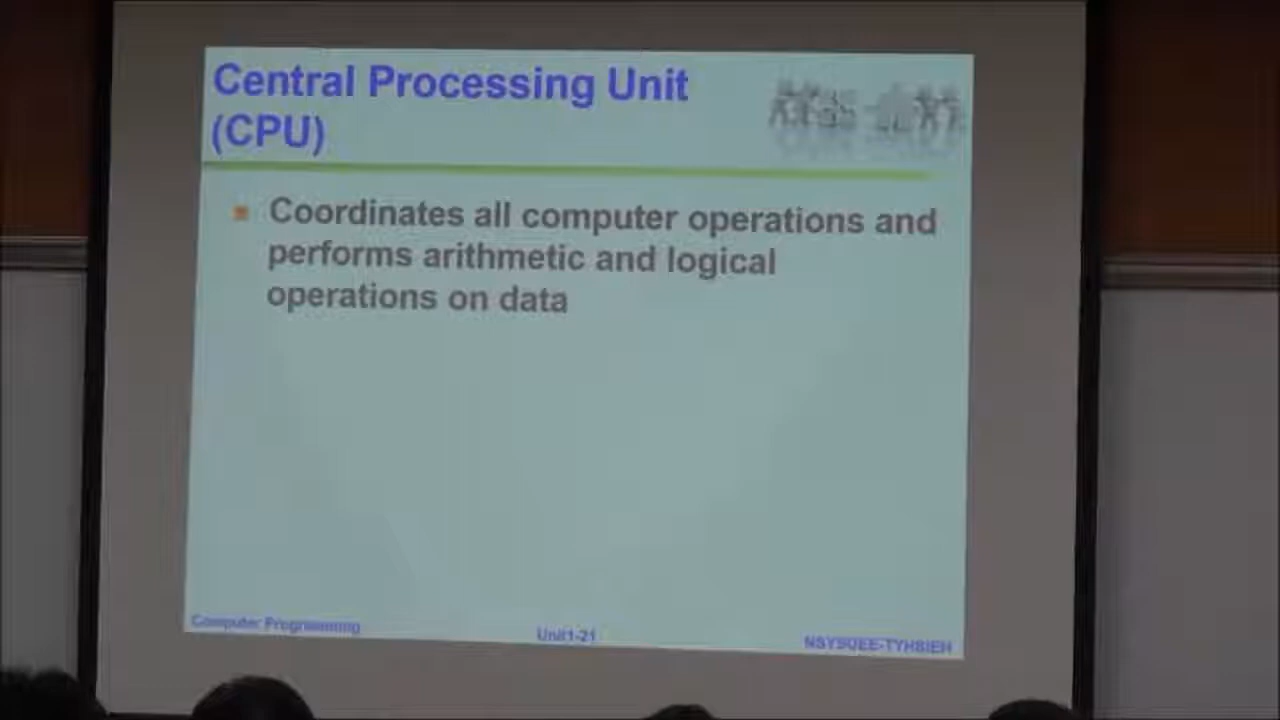 Central Processing Unit
(CPU)
Coordinates all computer operations and
performs arithmetic and logical
operations on data
Computer Programming
Unit1-21
NSYSUEE-TYHSIEH